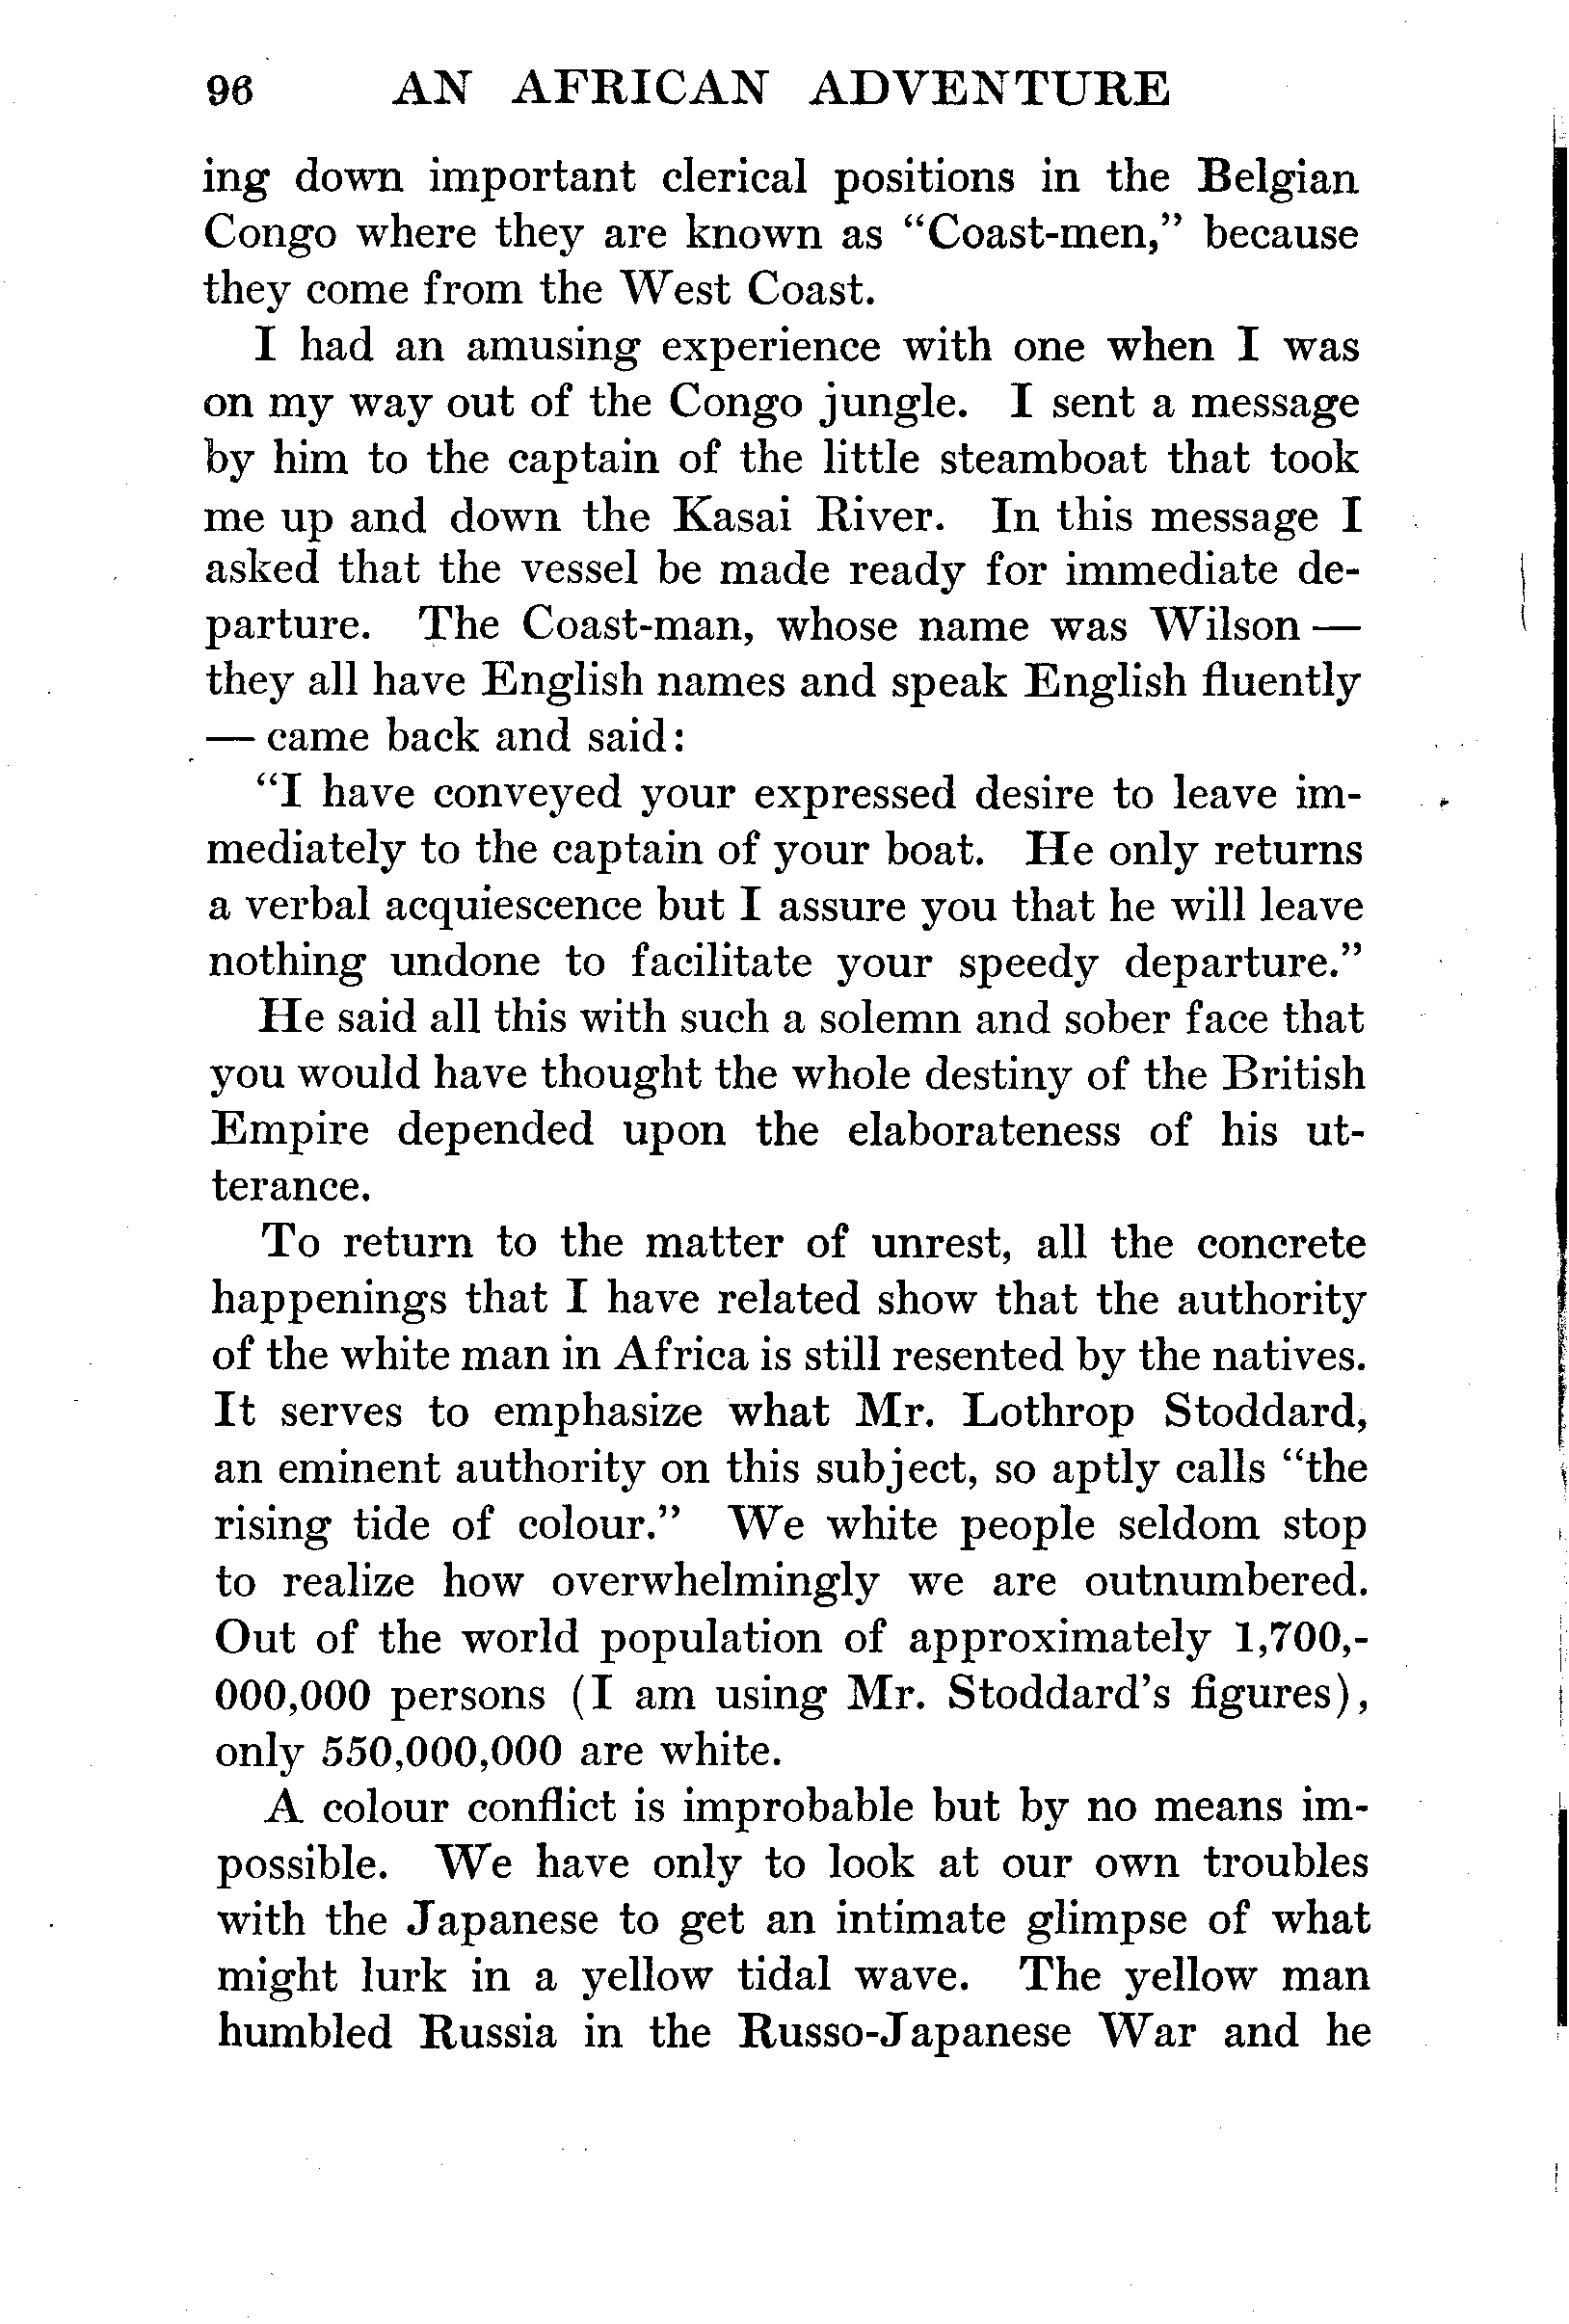 96 AN AFRICAN ADVENTURE
ing down important clerical positions in the Belgian
Congo where they are known as “Coast-men,” because
they come from the West Coast.
I had an amusing experience with one when I was
on my way out of the Congo jungle. I sent a message
by him to the captain of the little steamboat that took
me up and down the Kasai River. In this message I
asked that the vessel be made ready for immediate de-
parture. The Coast-man, whose name was Wilson —
they all have English names and speak English fluently
— came back and said:
“I have conveyed your expressed desire to leave im-
mediately to the captain of your boat. He only returns
a verbal acquiescence but I assure you that he will leave
nothing undone to facilitate your speedy departure.”
He said all this with such a solemn and sober face that
you would have thought the whole destiny of the British
Empire depended upon the elaborateness of his ut-
terance.
To return to the matter of unrest, all the concrete
happenings that I have related show that the authority
of the white man in Africa is still resented by the natives.
It serves to emphasize what Mr. Lothrop Stoddard,
an eminent authority on this subject, so aptly calls “the
rising tide of colour.” We white people seldom stop
to realize how overwhelmingly we are outnumbered.
Out of the world population of approximately 1,700,-
000,000 persons (I am using Mr. Stoddard’s figures),
only 550,000,000 are white.
A colour conflict is improbable but by no means im-
possible. We have only to look at our own troubles
with the Japanese to get an intimate glimpse of what
might lurk in a yellow tidal wave. The yellow man
humbled Russia in the Russo-Japanese War and he